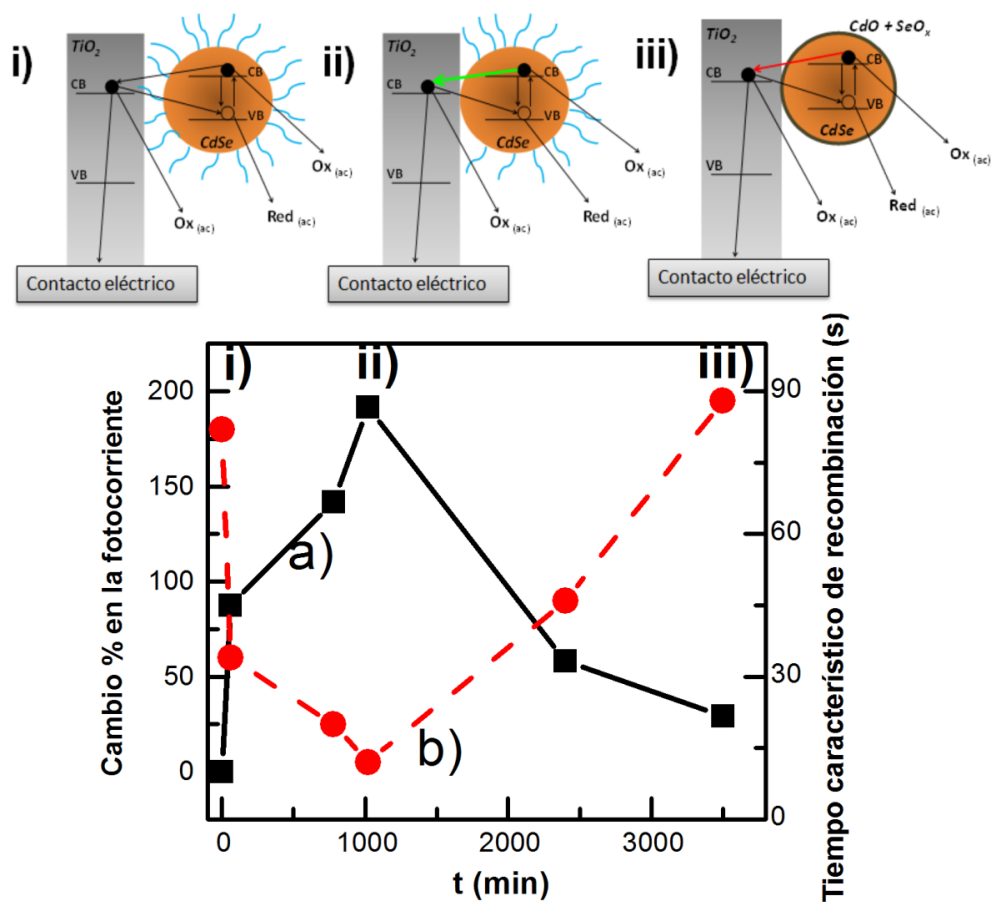 i)
TiO2
CB
VB
CB
VB
CdSe
Ox (ac)
Ox (ac)
Red (ac)
Contacto eléctrico
ii)
TiO2
CB
VB
CB
VB
CdSe
Ox (ac)
Ox (ac)
Red (ac)
Contacto eléctrico
iii)
TiO2
CdO + SeOx
CB
VB
CB
VB
CdSe
Ox (ac)
Ox (ac)
Red (ac)
Contacto eléctrico
i)
ii)
iii)
a)
b)
Cambio % en la fotocorriente
200
150
100
50
0
Tiempo característico de recombinación (s)
90
60
30
0
0
1000
2000
3000
t (min)